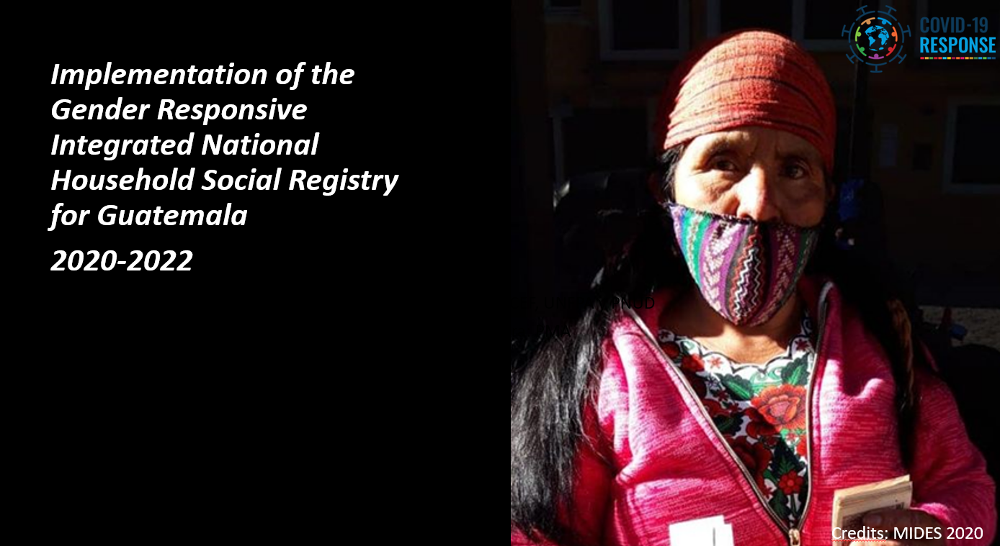 Implementation of the
Gender Responsive
Integrated National
Household Social Registry
for Guatemala
2020-2022
COVID-19
RESPONSE
PNUD
Credits: MIDES 2020